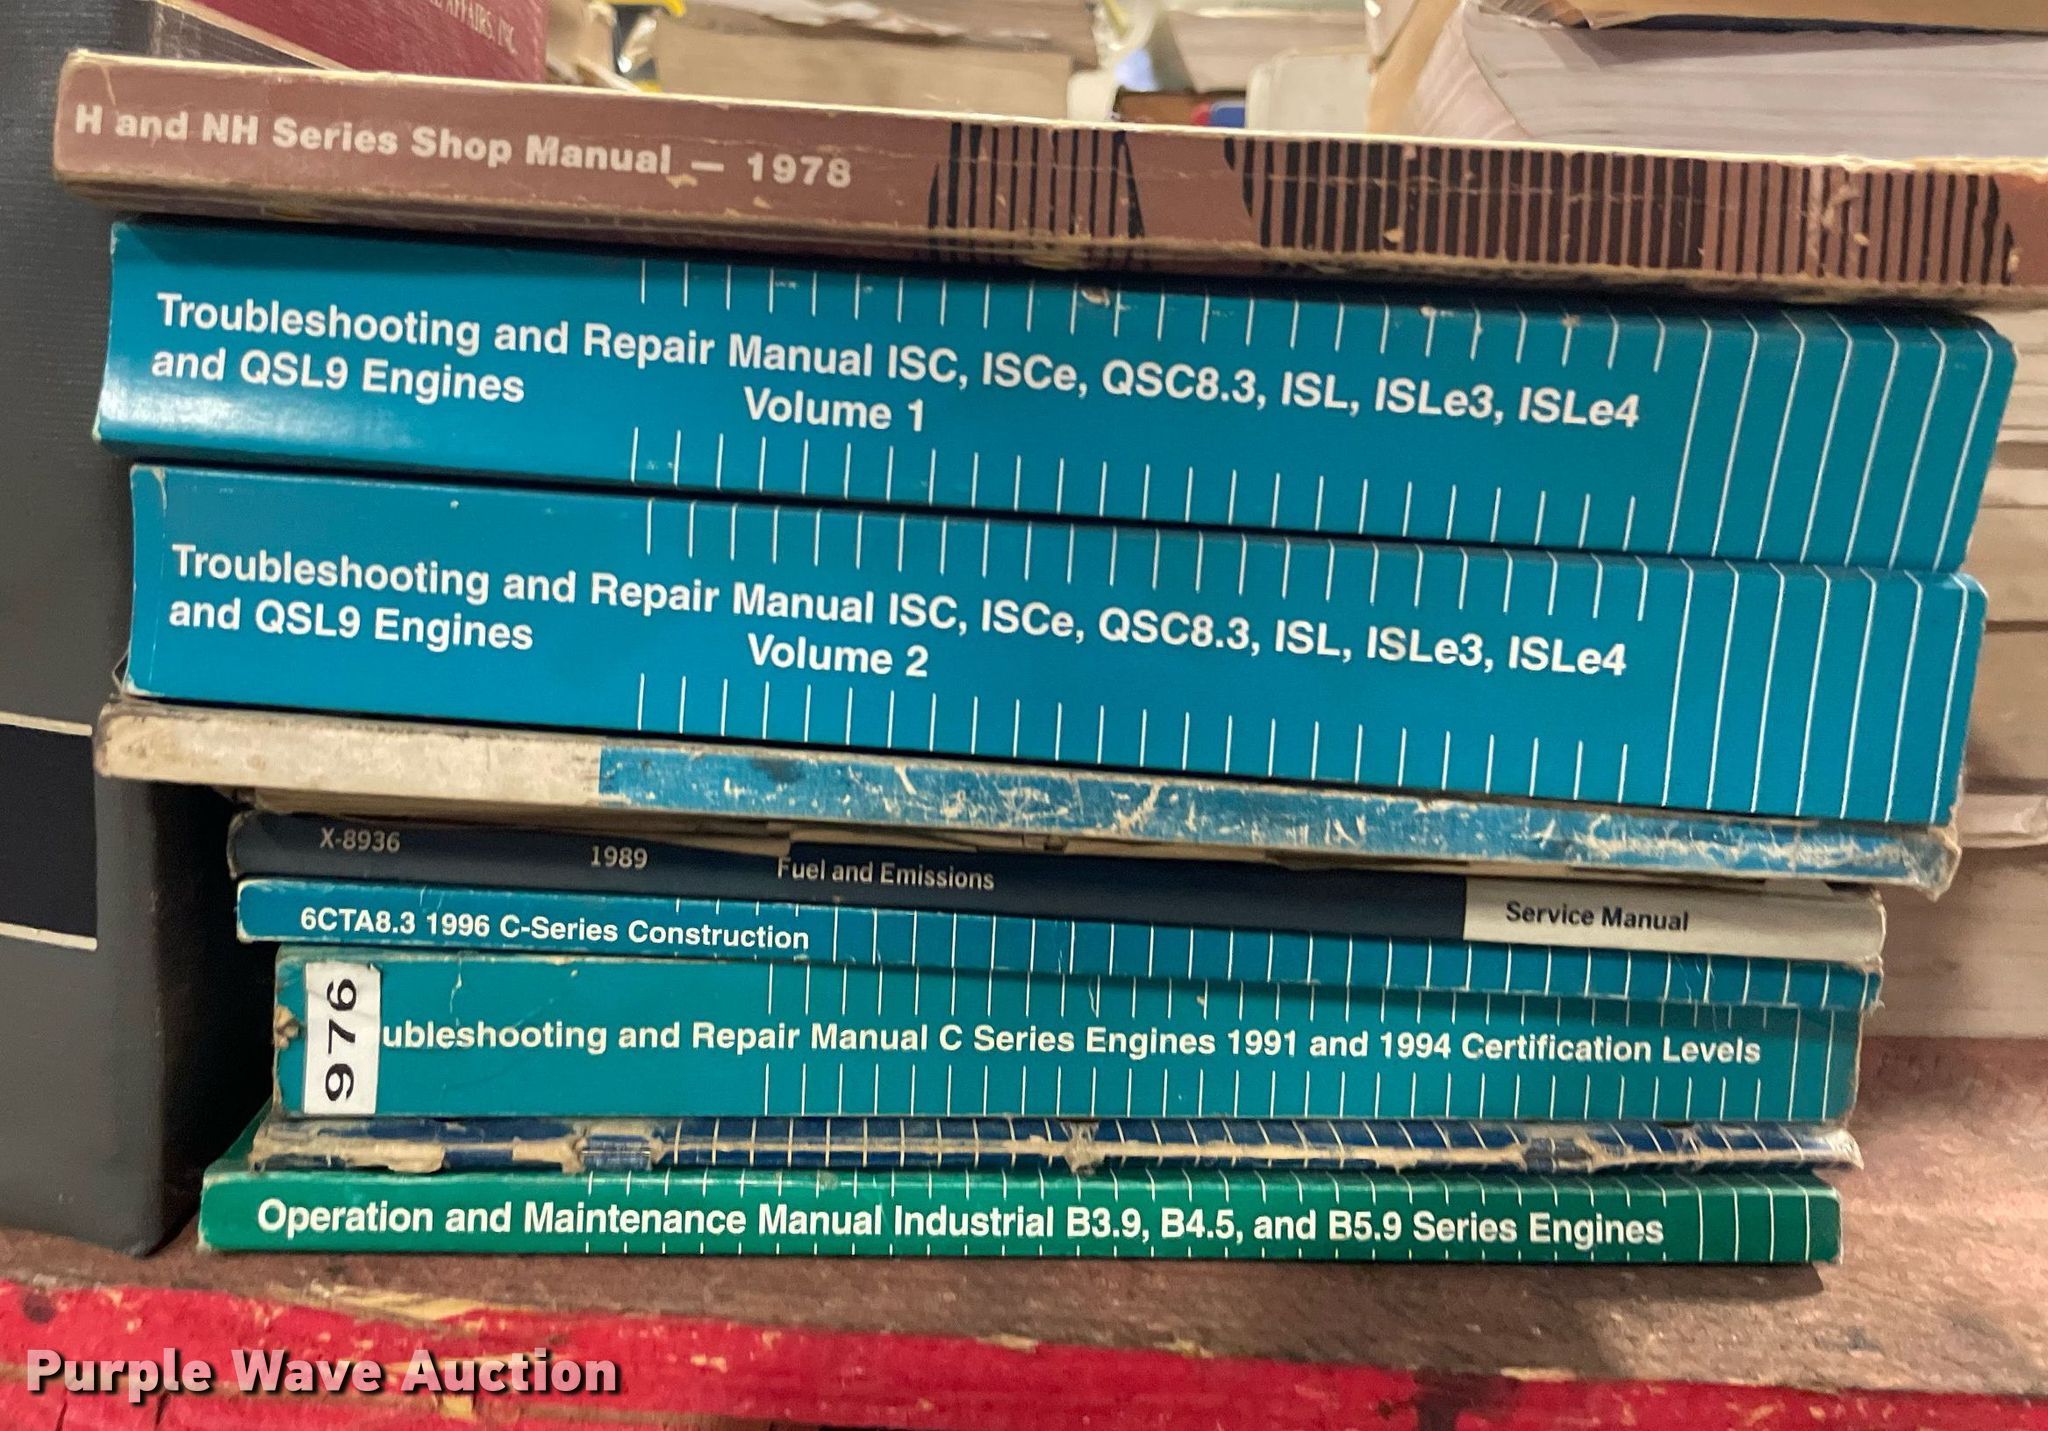 AFFAIRS, INC.
H and NH Series Shop Manual — 1978
Troubleshooting and Repair Manual ISC, ISCe, QSC8.3, ISL, ISLe3, ISLe4
and QSL9 Engines
Volume 1
Troubleshooting and Repair Manual ISC, ISCe, QSC8.3, ISL, ISLe3, ISLe4
and QSL9 Engines
Volume 2
X-8936 1989 Fuel and Emissions Service Manual
6CTA8.3 1996 C-Series Construction
976
ubleshooting and Repair Manual C Series Engines 1991 and 1994 Certification Levels
Operation and Maintenance Manual Industrial B3.9, B4.5, and B5.9 Series Engines
Purple Wave Auction